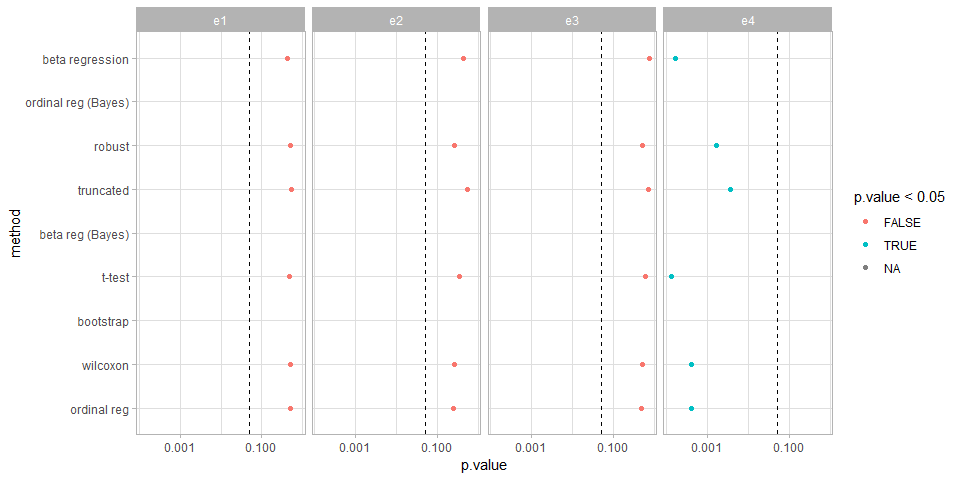 e1 e2 e3 e4
beta regression
ordinal reg (Bayes)
robust
truncated
beta reg (Bayes)
t-test
bootstrap
wilcoxon
ordinal reg
method
0.001 0.100 0.001 0.100 0.001 0.100 0.001 0.100
p.value
p.value < 0.05
FALSE
TRUE
NA